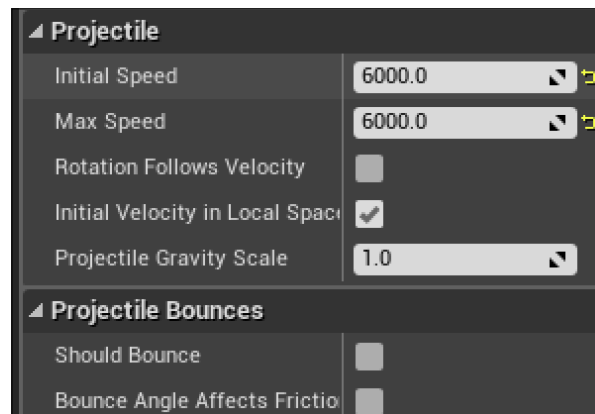 Projectile
Initial Speed 6000.0
Max Speed 6000.0
Rotation Follows Velocity
Initial Velocity in Local Space
Projectile Gravity Scale 1.0
Projectile Bounces
Should Bounce
Bounce Angle Affects Frictio